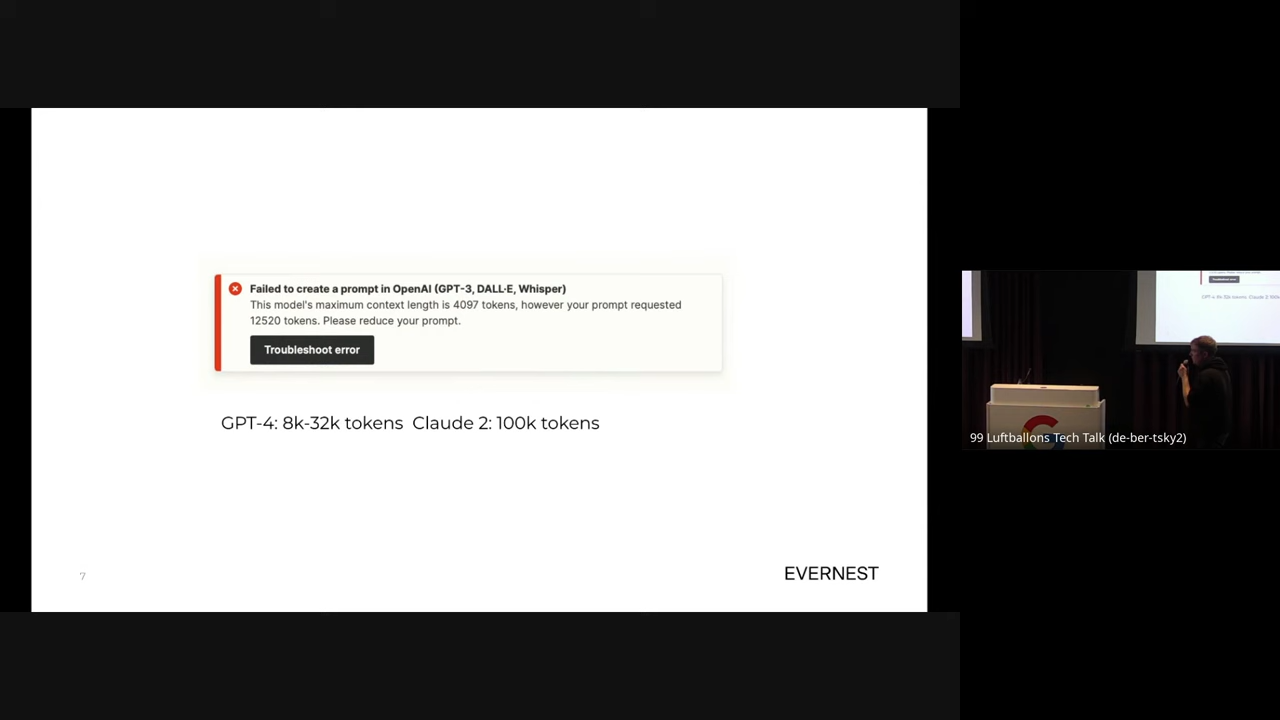 Failed to create a prompt in OpenAI (GPT-3, DALL·E, Whisper)
This model's maximum context length is 4097 tokens, however your prompt requested
12520 tokens. Please reduce your prompt.
Troubleshoot error
GPT-4: 8k-32k tokens  Claude 2: 100k tokens
7
EVERNEST
99 Luftballons Tech Talk (de-ber-tsky2)